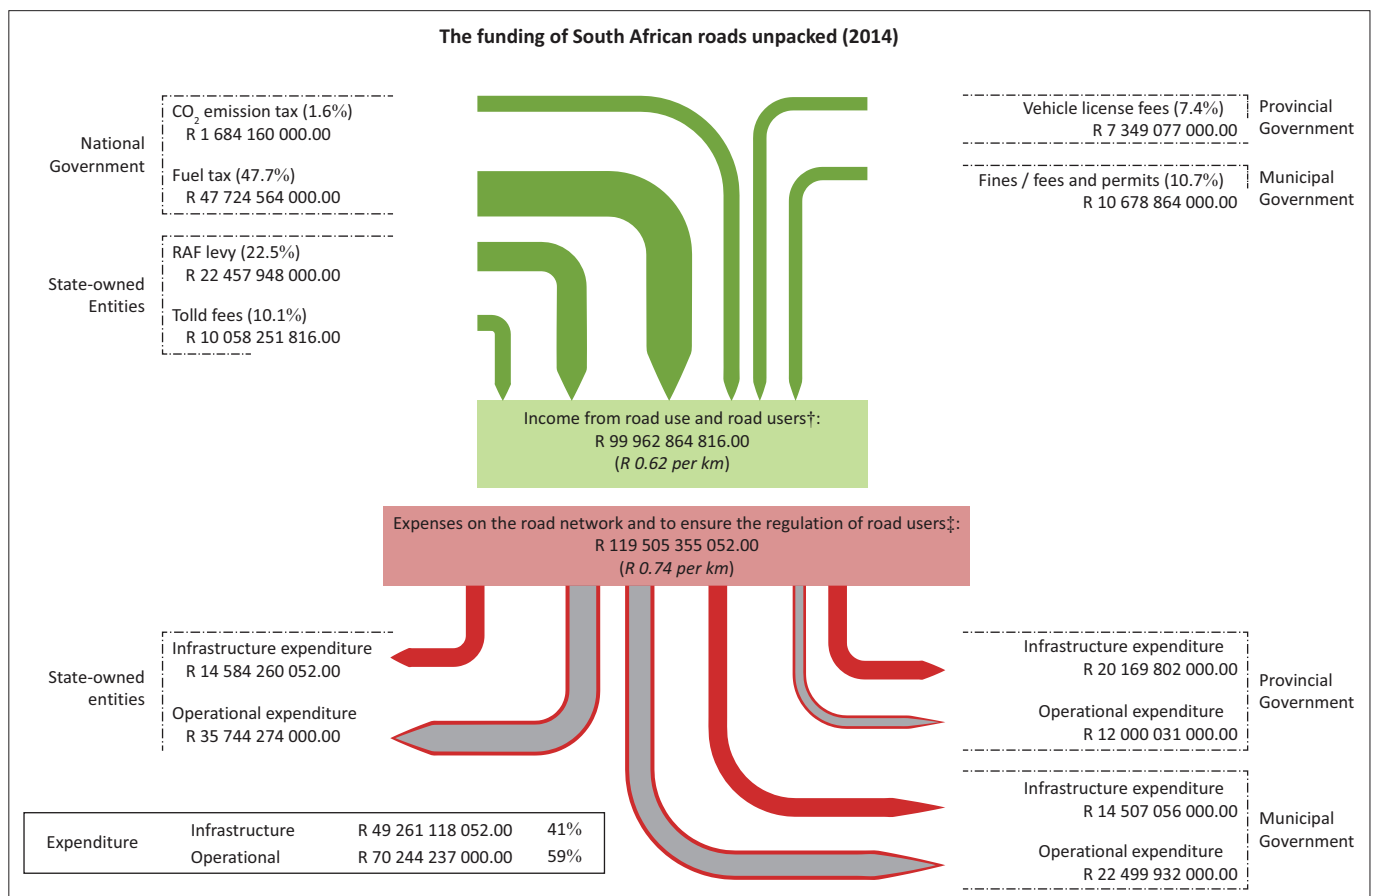 The funding of South African roads unpacked (2014)
National
Government
CO2 emission tax (1.6%)
R 1 684 160 000.00
Fuel tax (47.7%)
R 47 724 564 000.00
State-owned
Entities
RAF levy (22.5%)
R 22 457 948 000.00
Tolld fees (10.1%)
R 10 058 251 816.00
Vehicle license fees (7.4%)
R 7 349 077 000.00
Provincial
Government
Fines / fees and permits (10.7%)
R 10 678 864 000.00
Municipal
Government
Income from road use and road users†:
R 99 962 864 816.00
(R 0.62 per km)
Expenses on the road network and to ensure the regulation of road users‡:
R 119 505 355 052.00
(R 0.74 per km)
State-owned
entities
Infrastructure expenditure
R 14 584 260 052.00
Operational expenditure
R 35 744 274 000.00
Infrastructure expenditure
R 20 169 802 000.00
Operational expenditure
R 12 000 031 000.00
Provincial
Government
Infrastructure expenditure
R 14 507 056 000.00
Operational expenditure
R 22 499 932 000.00
Municipal
Government
Expenditure
Infrastructure R 49 261 118 052.00 41%
Operational R 70 244 237 000.00 59%